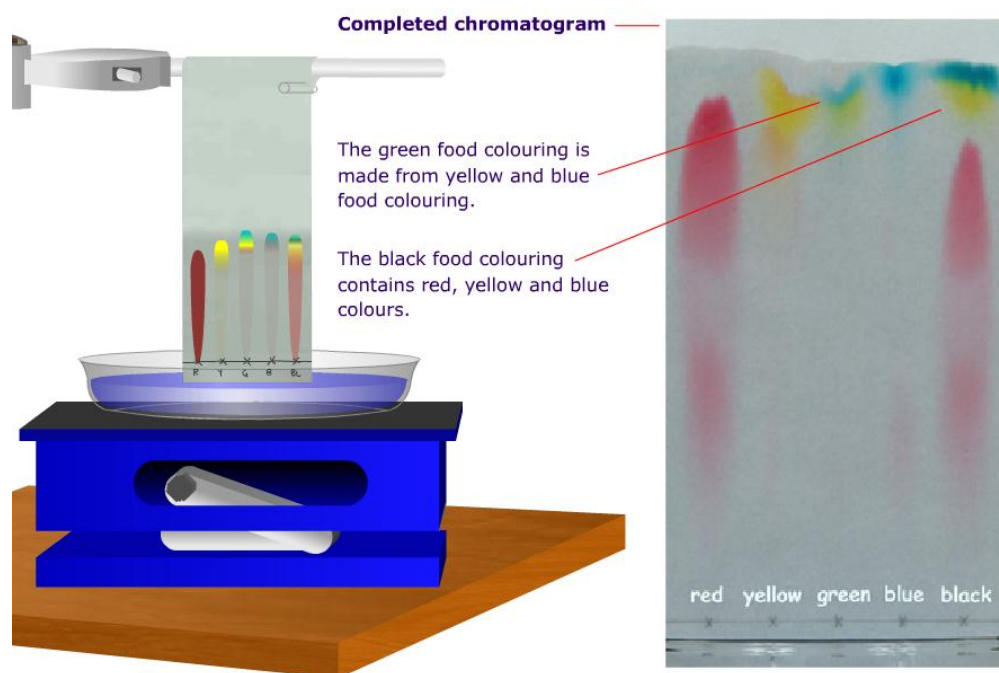 Completed chromatogram
The green food colouring is
made from yellow and blue
food colouring.
The black food colouring
contains red, yellow and blue
colours.
R Y G B BL
red yellow green blue black